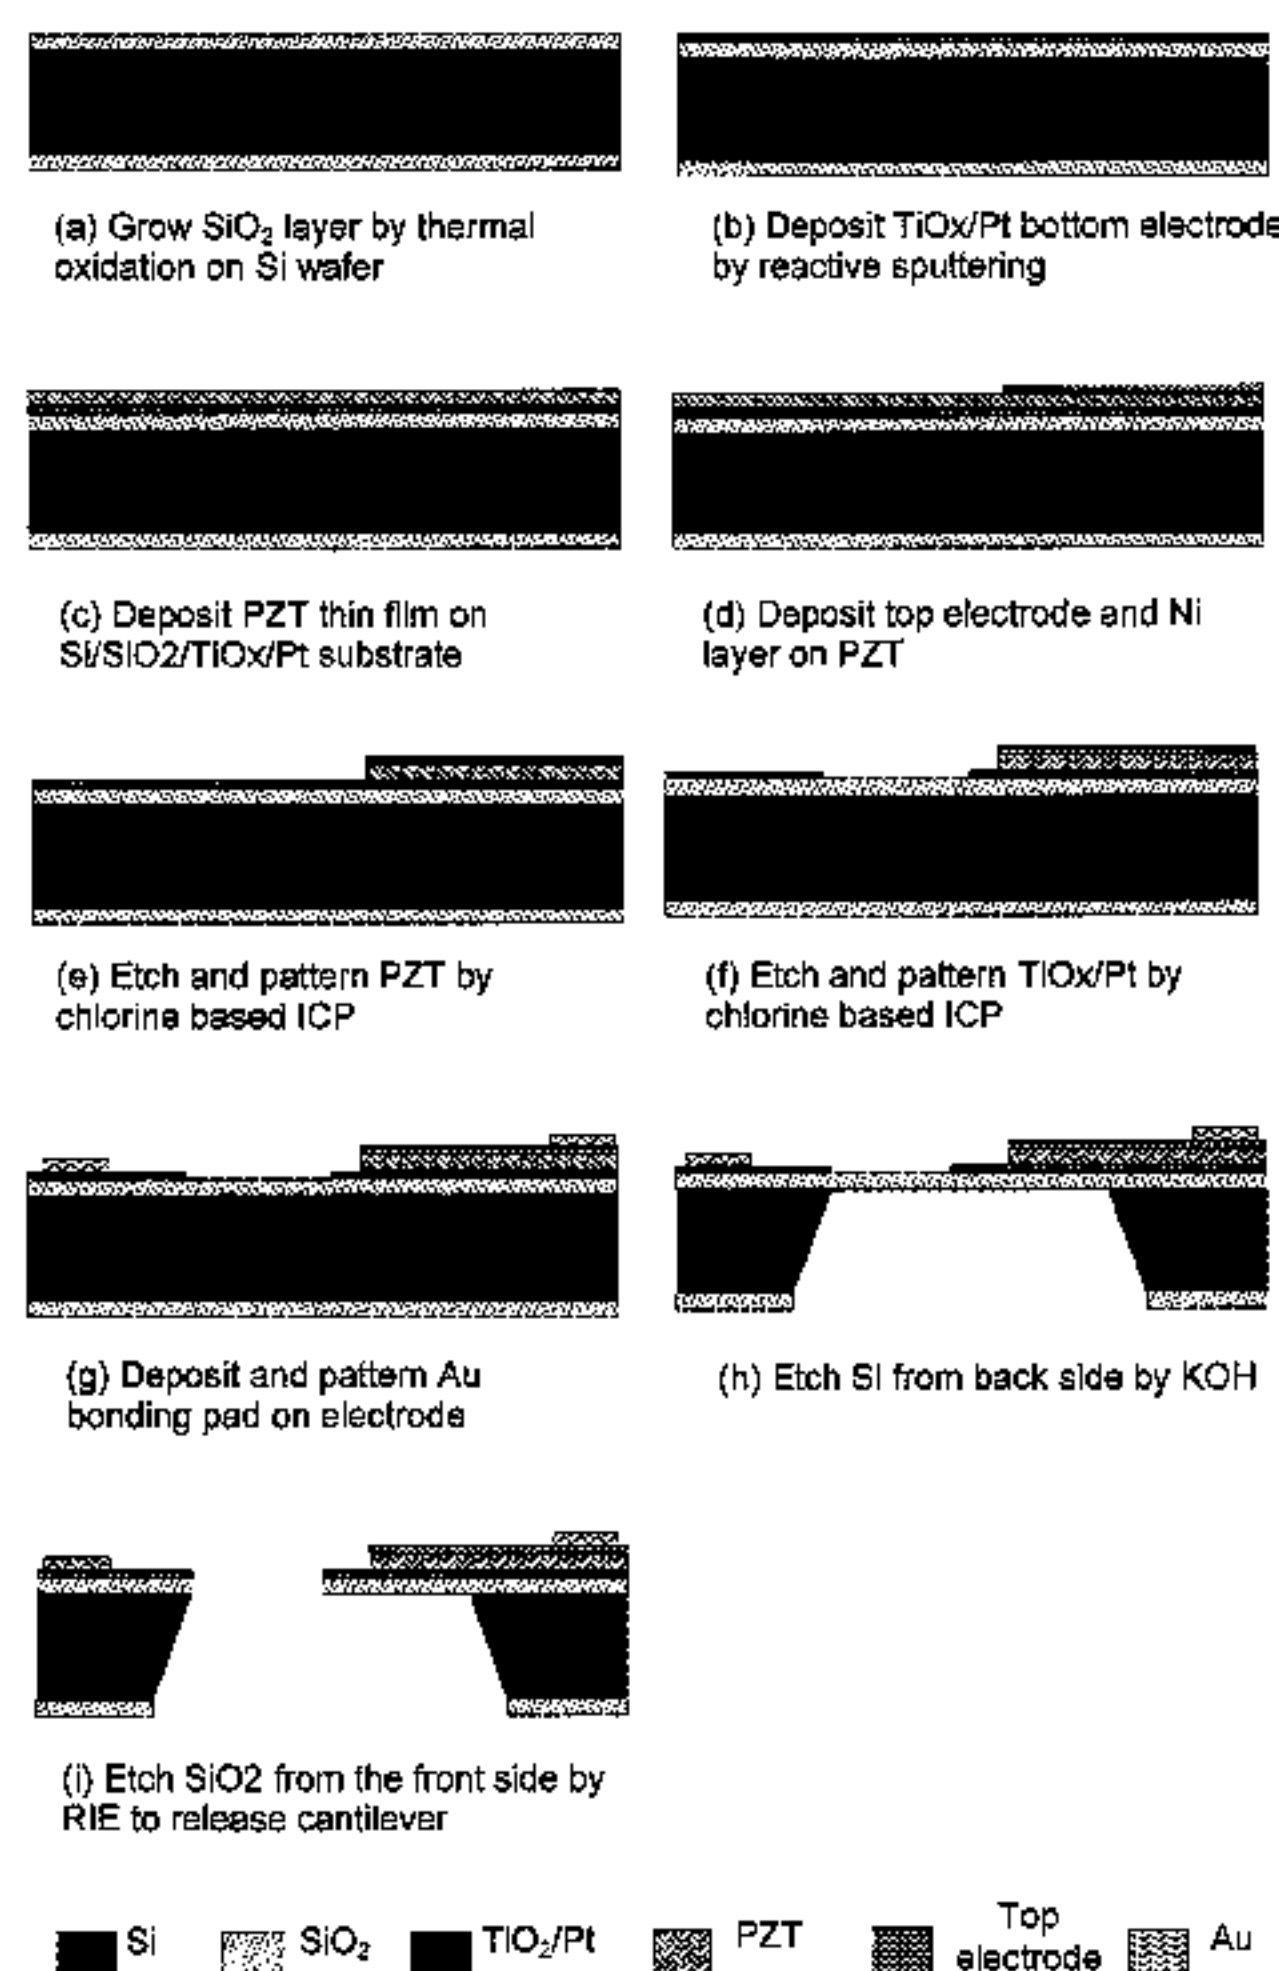 (a) Grow SiO₂ layer by thermal
oxidation on Si wafer
(b) Deposit TiOx/Pt bottom electrode
by reactive sputtering
(c) Deposit PZT thin film on
Si/SIO2/TIOx/Pt substrate
(d) Deposit top electrode and Ni
layer on PZT
(e) Etch and pattern PZT by
chlorine based ICP
(f) Etch and pattern TIOx/Pt by
chlorine based ICP
(g) Deposit and pattern Au
bonding pad on electrode
(h) Etch SI from back side by KOH
(i) Etch SiO2 from the front side by
RIE to release cantilever
Si
SiO₂
TIO₂/Pt
PZT
Top
electrode
Au